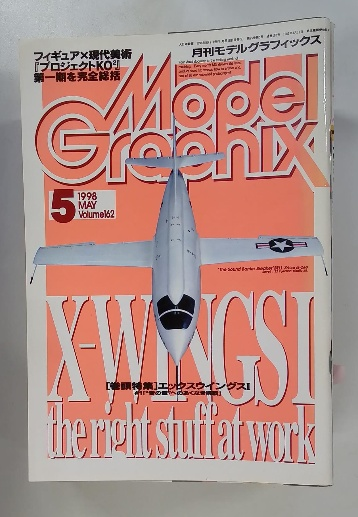 フィギュア×現代美術
『プロジェクトKO²』
第一期を完全総括
月刊モデルグラフィックス
Model
Graphix
5
1998
MAY
Volume162
X-WINGS I
[巻頭特集]エックスウイングスⅠ
the right stuff at work